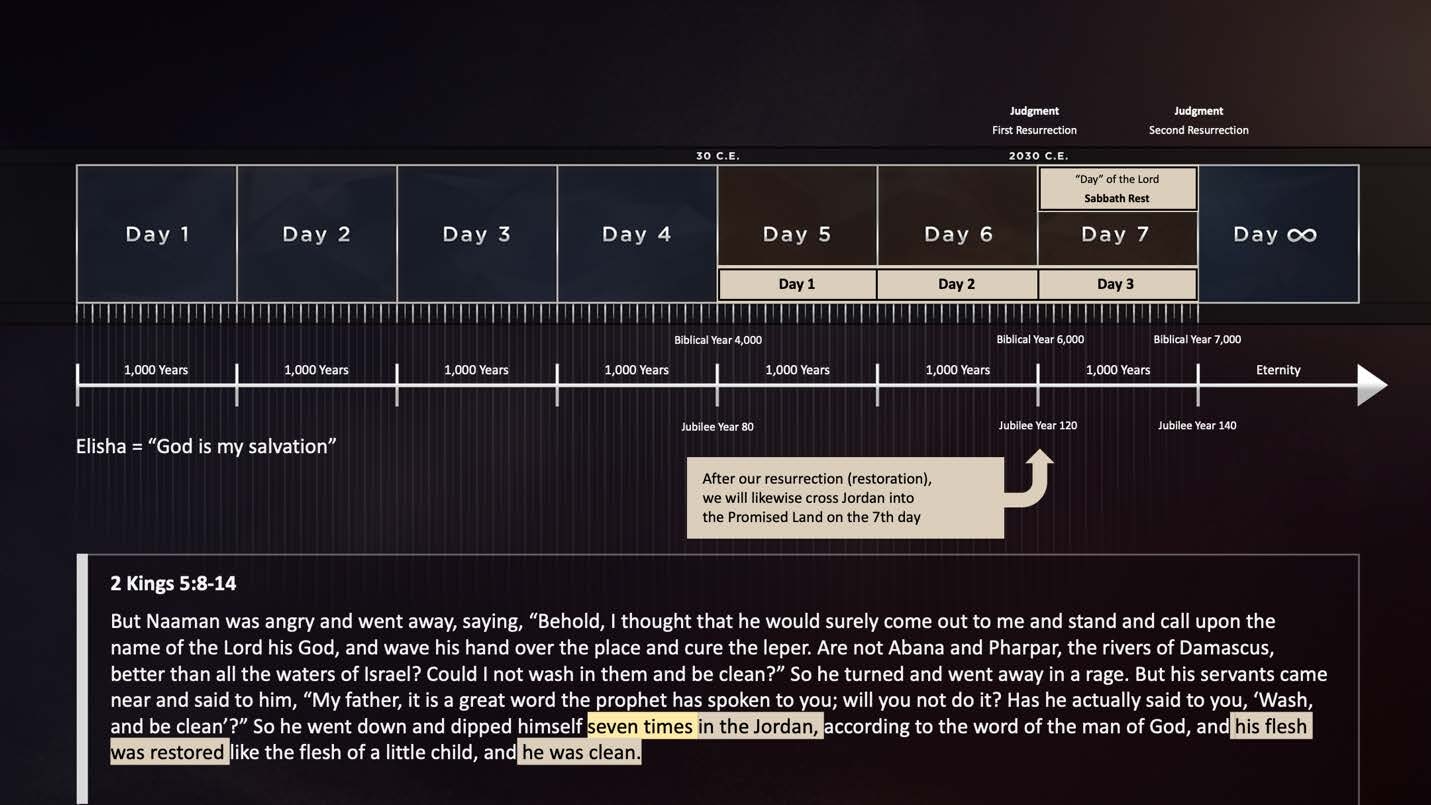 Judgment
First Resurrection
Judgment
Second Resurrection
30 C.E.
2030 C.E.
Day 1
Day 2
Day 3
Day 4
Day 5
Day 6
"Day" of the Lord
Sabbath Rest
Day 7
Day ∞
Day 1
Day 2
Day 3
Biblical Year 4,000
Biblical Year 6,000
Biblical Year 7,000
1,000 Years
1,000 Years
1,000 Years
1,000 Years
1,000 Years
1,000 Years
1,000 Years
Eternity
Jubilee Year 80
Jubilee Year 120
Jubilee Year 140
Elisha = “God is my salvation”
After our resurrection (restoration),
we will likewise cross Jordan into
the Promised Land on the 7th day
2 Kings 5:8-14
But Naaman was angry and went away, saying, “Behold, I thought that he would surely come out to me and stand and call upon the
name of the Lord his God, and wave his hand over the place and cure the leper. Are not Abana and Pharpar, the rivers of Damascus,
better than all the waters of Israel? Could I not wash in them and be clean?” So he turned and went away in a rage. But his servants came
near and said to him, “My father, it is a great word the prophet has spoken to you; will you not do it? Has he actually said to you, ‘Wash,
and be clean’?” So he went down and dipped himself seven times in the Jordan, according to the word of the man of God, and his flesh
was restored like the flesh of a little child, and he was clean.